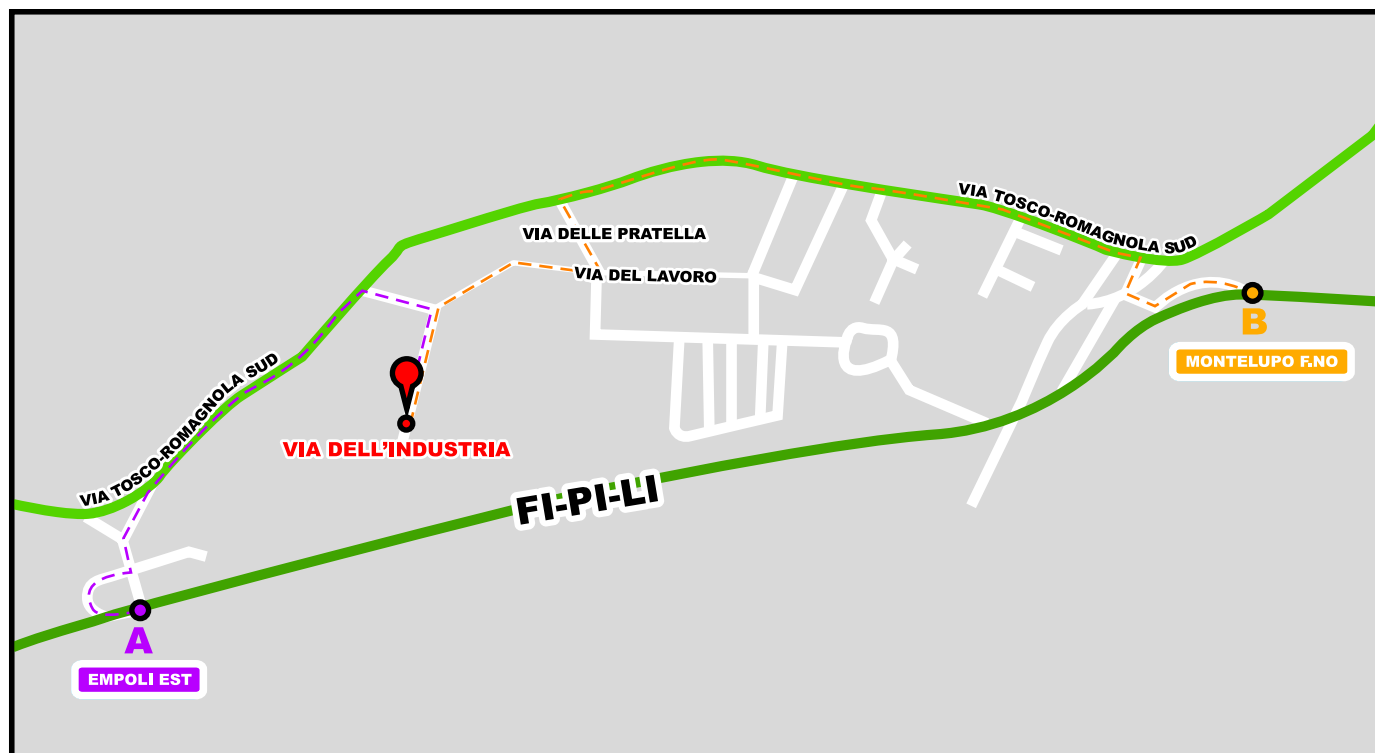 VIA TOSCO-ROMAGNOLA SUD
VIA DELLE PRATELLA
VIA DEL LAVORO
B
MONTELUPO F.NO
VIA TOSCO-ROMAGNOLA SUD
VIA DELL'INDUSTRIA
FI-PI-LI
A
EMPOLI EST